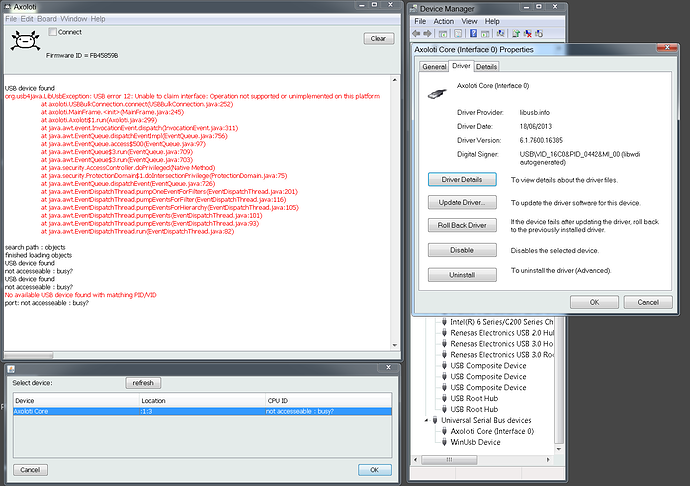 Axoloti
File Edit Board Window Help
Connect
Clear
Firmware ID = FB45859B
USB device found
org.usb4java.LibUsbException: USB error 12: Unable to claim interface: Operation not supported or unimplemented on this platform
at axoloti.USBBulkConnection.connect(USBBulkConnection.java:252)
at axoloti.MainFrame.<init>(MainFrame.java:245)
at axoloti.Axoloti$1.run(Axoloti.java:299)
at java.awt.event.InvocationEvent.dispatch(InvocationEvent.java:311)
at java.awt.EventQueue.dispatchEventImpl(EventQueue.java:756)
at java.awt.EventQueue.access$500(EventQueue.java:97)
at java.awt.EventQueue$3.run(EventQueue.java:709)
at java.awt.EventQueue$3.run(EventQueue.java:703)
at java.security.AccessController.doPrivileged(Native Method)
at java.security.ProtectionDomain$1.doIntersectionPrivilege(ProtectionDomain.java:75)
at java.awt.EventQueue.dispatchEvent(EventQueue.java:726)
at java.awt.EventDispatchThread.pumpOneEventForFilters(EventDispatchThread.java:201)
at java.awt.EventDispatchThread.pumpEventsForFilter(EventDispatchThread.java:116)
at java.awt.EventDispatchThread.pumpEventsForHierarchy(EventDispatchThread.java:105)
at java.awt.EventDispatchThread.pumpEvents(EventDispatchThread.java:101)
at java.awt.EventDispatchThread.pumpEvents(EventDispatchThread.java:93)
at java.awt.EventDispatchThread.run(EventDispatchThread.java:82)
search path : objects
finished loading objects
USB device found
not accesseable : busy?
USB device found
not accesseable : busy?
No available USB device found with matching PID/VID
port: not accesseable : busy?
Select device:
refresh
Device Location CPU ID
Axoloti Core :1:3 not accesseable : busy?
Cancel
OK
Device Manager
File Action View Help
Axoloti Core (Interface 0) Properties
General Driver Details
Axoloti Core (Interface 0)
Driver Provider: libusb.info
Driver Date: 18/06/2013
Driver Version: 6.1.7600.16385
Digital Signer: USB\VID_16C0&PID_0442&MI_00 (libwdi
autogenerated)
Driver Details
To view details about the driver files.
Update Driver...
To update the driver software for this device.
Roll Back Driver
If the device fails after updating the driver, roll
back to the previously installed driver.
Disable
Disables the selected device.
Uninstall
To uninstall the driver (Advanced).
OK
Cancel
Intel(R) 6 Series/C200 Series Ch
Renesas Electronics USB 2.0 Hu
Renesas Electronics USB 3.0 Ho
Renesas Electronics USB 3.0 Roo
USB Composite Device
USB Composite Device
USB Root Hub
USB Root Hub
Universal Serial Bus devices
Axoloti Core (Interface 0)
WinUsb Device